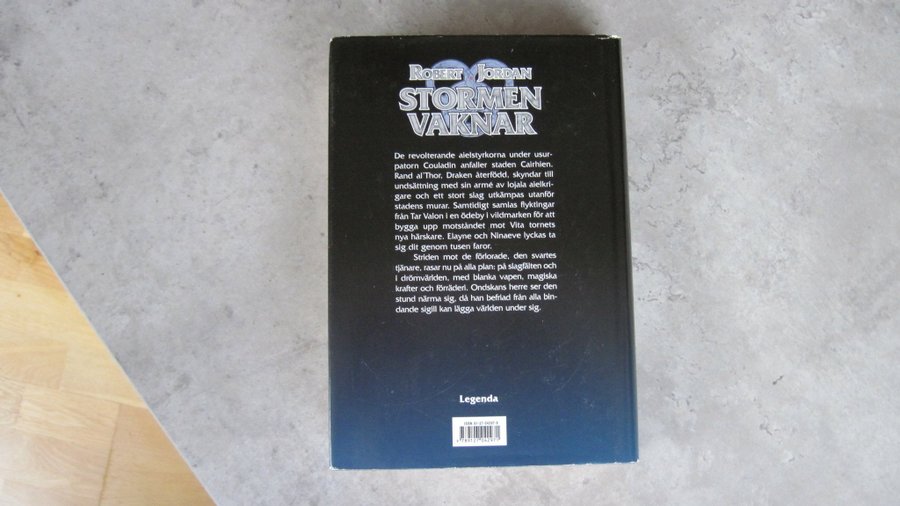 ROBERT JORDAN
STORMEN
VAKNAR
De revolterande aielstyrkorna under usur-
patorn Couladin anfaller staden Cairhien.
Rand al'Thor, Draken återfödd, skyndar till
undsättning med sin armé av lojala aielkri-
gare och ett stort slag utkämpas utanför
stadens murar. Samtidigt samlas flyktingar
från Tar Valon i en ödeby i vildmarken för att
bygga upp motståndet mot Vita tornets
nya härskare. Elayne och Ninaeve lyckas ta
sig dit genom tusen faror.
Striden mot de förlorade, den svartes
tjänare, rasar nu på alla plan: på slagfälten och
i drömvärlden, med blanka vapen, magiska
krafter och förräderi. Ondskans herre ser den
stund närma sig, då han befriad från alla bin-
dande sigill kan lägga världen under sig.
Legenda